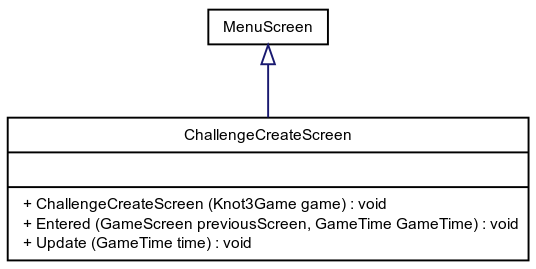 MenuScreen
ChallengeCreateScreen
+ ChallengeCreateScreen (Knot3Game game) : void
+ Entered (GameScreen previousScreen, GameTime GameTime) : void
+ Update (GameTime time) : void